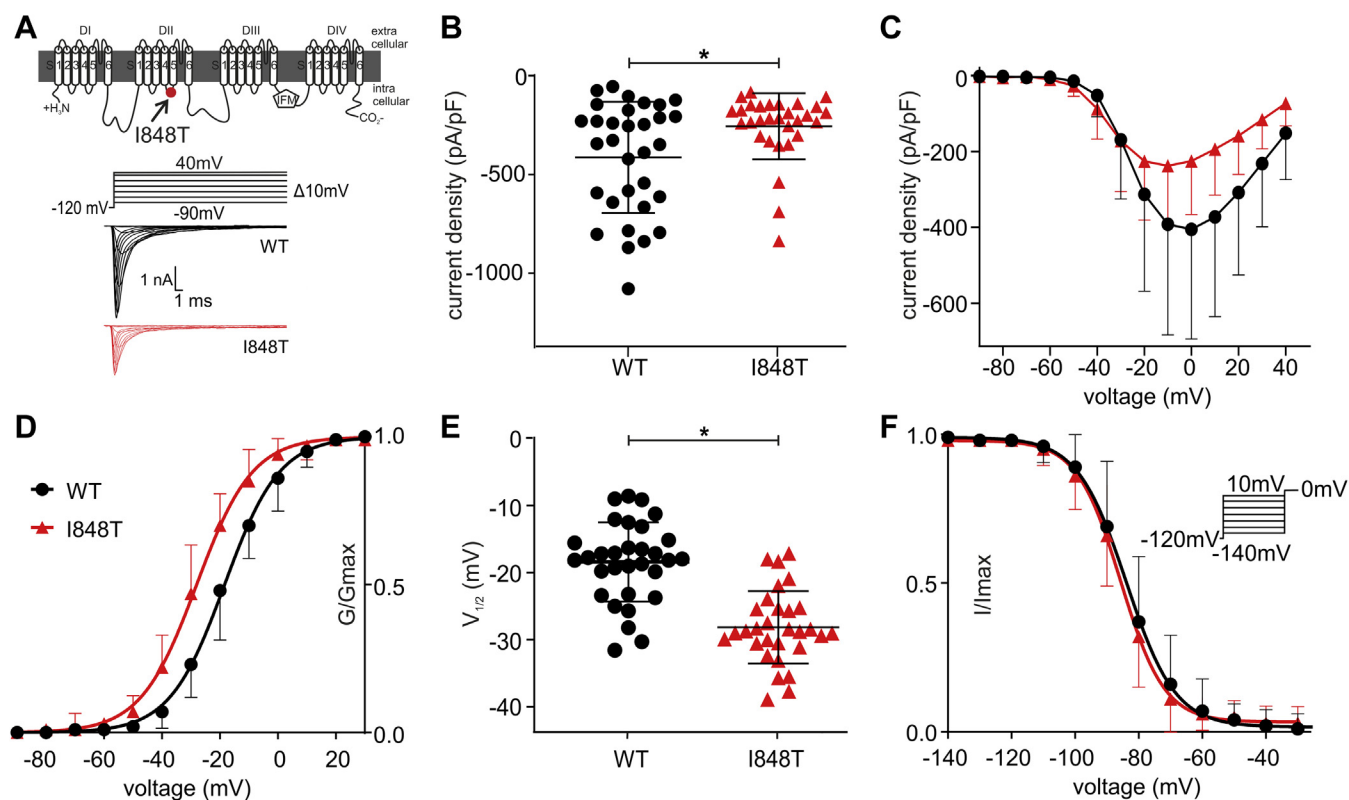 A
DI DII DIII DIV
extra
cellular
S 1 2 3 4 5 6 S 1 2 3 4 5 6 S 1 2 3 4 5 6 S 1 2 3 4 5 6
intra
cellular
+H₃N
IFM
CO₂-
I848T
40mV
Δ10mV
-120 mV
-90mV
WT
1 nA
1 ms
I848T
B
*
0
-500
-1000
current density (pA/pF)
WT I848T
C
0
-200
-400
-600
current density (pA/pF)
-80 -60 -40 -20 0 20 40
voltage (mV)
D
WT
I848T
1.0
0.5
0.0
G/Gmax
-80 -60 -40 -20 0 20
voltage (mV)
E
*
0
-10
-20
-30
-40
V1/2 (mV)
WT I848T
F
1.0
0.5
0.0
I/Imax
10mV
0mV
-120mV
-140mV
-140 -120 -100 -80 -60 -40
voltage (mV)